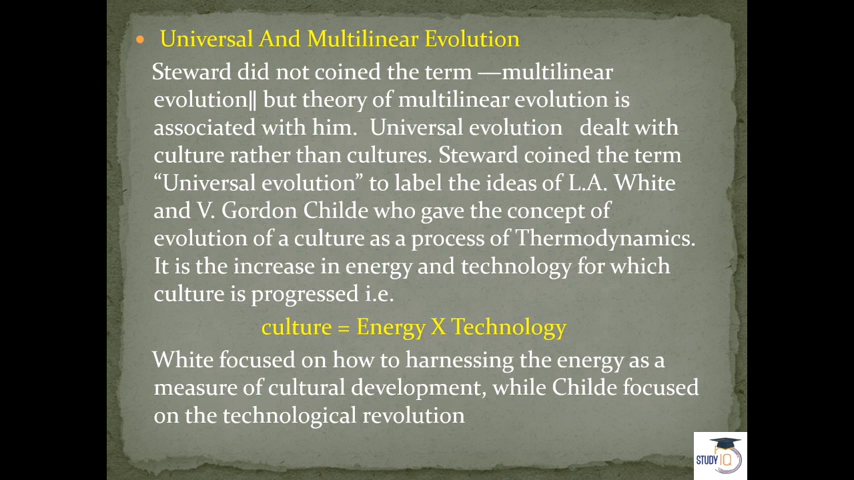 • Universal And Multilinear Evolution
Steward did not coined the term ―multilinear
evolution‖ but theory of multilinear evolution is
associated with him. Universal evolution dealt with
culture rather than cultures. Steward coined the term
“Universal evolution” to label the ideas of L.A. White
and V. Gordon Childe who gave the concept of
evolution of a culture as a process of Thermodynamics.
It is the increase in energy and technology for which
culture is progressed i.e.
culture = Energy X Technology
White focused on how to harnessing the energy as a
measure of cultural development, while Childe focused
on the technological revolution
STUDY IQ